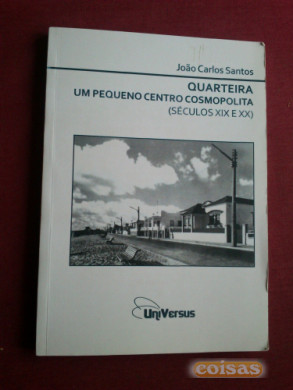 João Carlos Santos
QUARTEIRA
UM PEQUENO CENTRO COSMOPOLITA
(SÉCULOS XIX E XX)
UniVersus
coisas